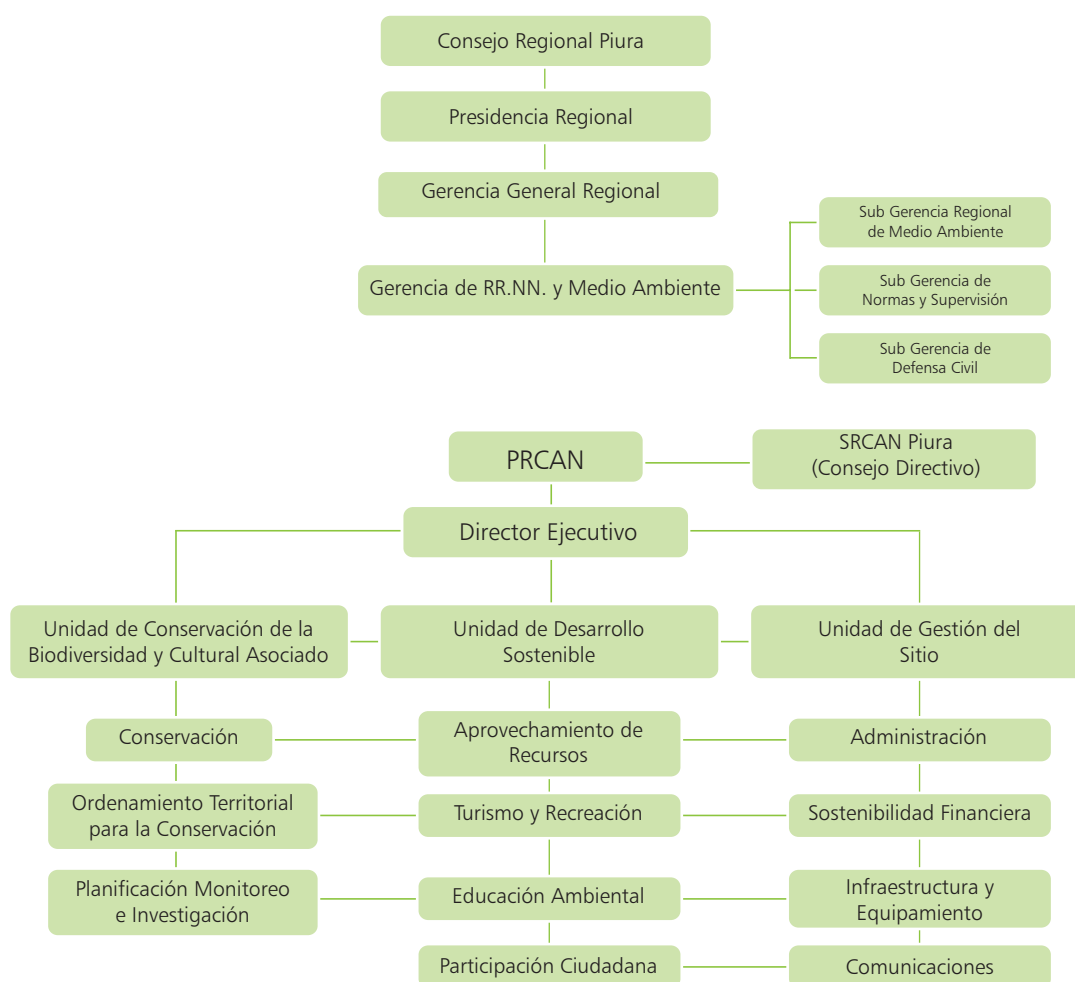 Consejo Regional Piura
Presidencia Regional
Gerencia General Regional
Gerencia de RR.NN. y Medio Ambiente
Sub Gerencia Regional
de Medio Ambiente
Sub Gerencia de
Normas y Supervisión
Sub Gerencia de
Defensa Civil
PRCAN
SRCAN Piura
(Consejo Directivo)
Director Ejecutivo
Unidad de Conservación de la
Biodiversidad y Cultural Asociado
Unidad de Desarrollo
Sostenible
Unidad de Gestión del
Sitio
Conservación
Aprovechamiento de
Recursos
Administración
Ordenamiento Territorial
para la Conservación
Turismo y Recreación
Sostenibilidad Financiera
Planificación Monitoreo
e Investigación
Educación Ambiental
Infraestructura y
Equipamiento
Participación Ciudadana
Comunicaciones